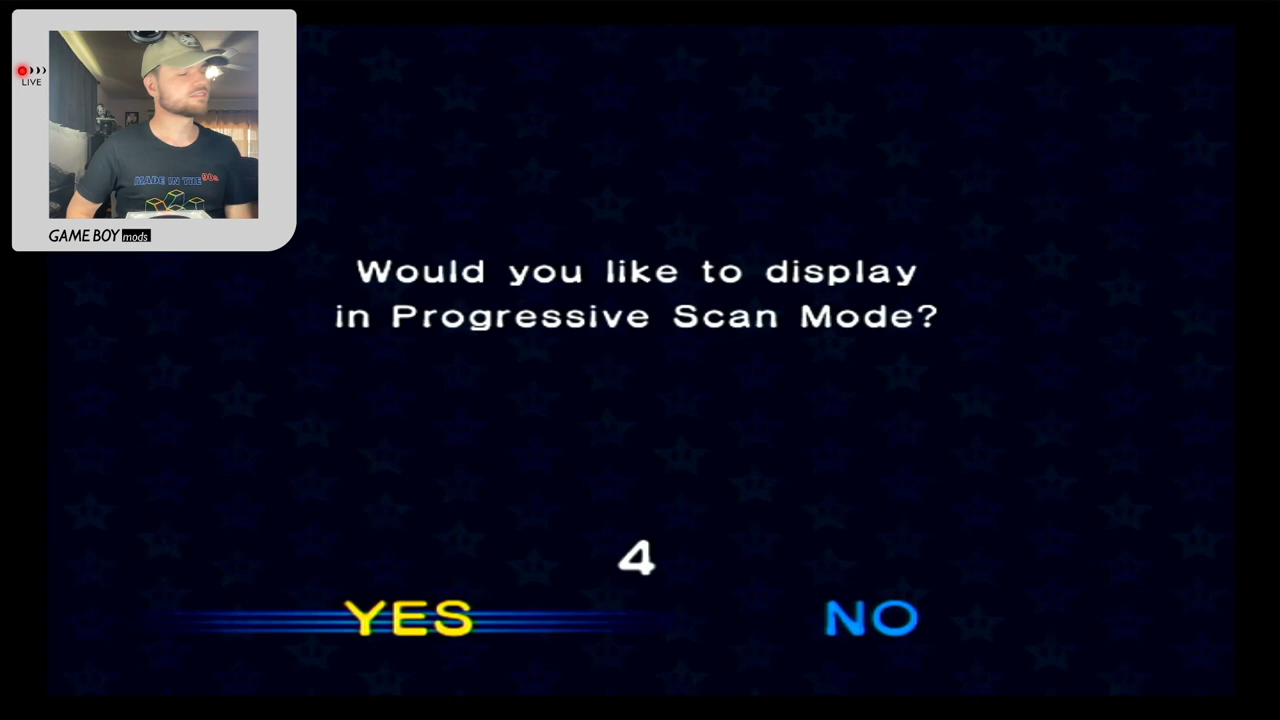 LIVE
MADE IN THE 90s
GAME BOY mods
Would you like to display
in Progressive Scan Mode?
4
YES
NO